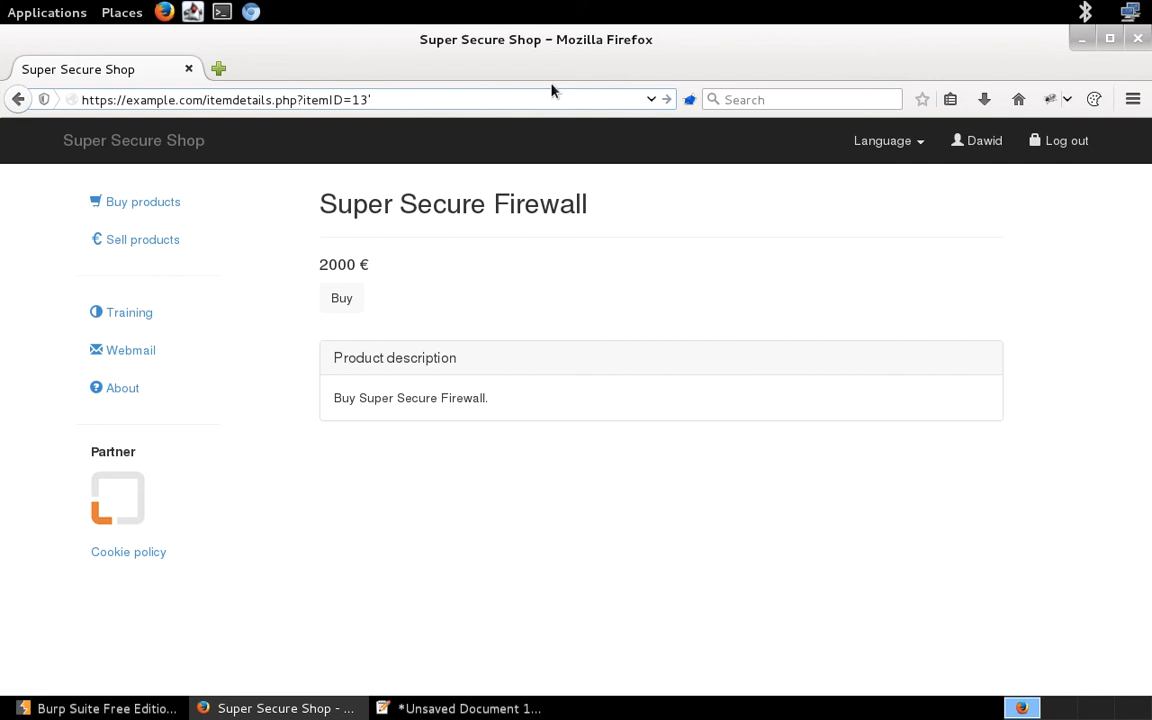 Applications Places
Super Secure Shop - Mozilla Firefox
Super Secure Shop
https://example.com/itemdetails.php?itemID=13'
Search
Super Secure Shop
Language
Dawid
Log out
Buy products
€ Sell products
Training
Webmail
About
Partner
Cookie policy
Super Secure Firewall
2000 €
Buy
Product description
Buy Super Secure Firewall.
Burp Suite Free Editio...
Super Secure Shop - ...
*Unsaved Document 1...